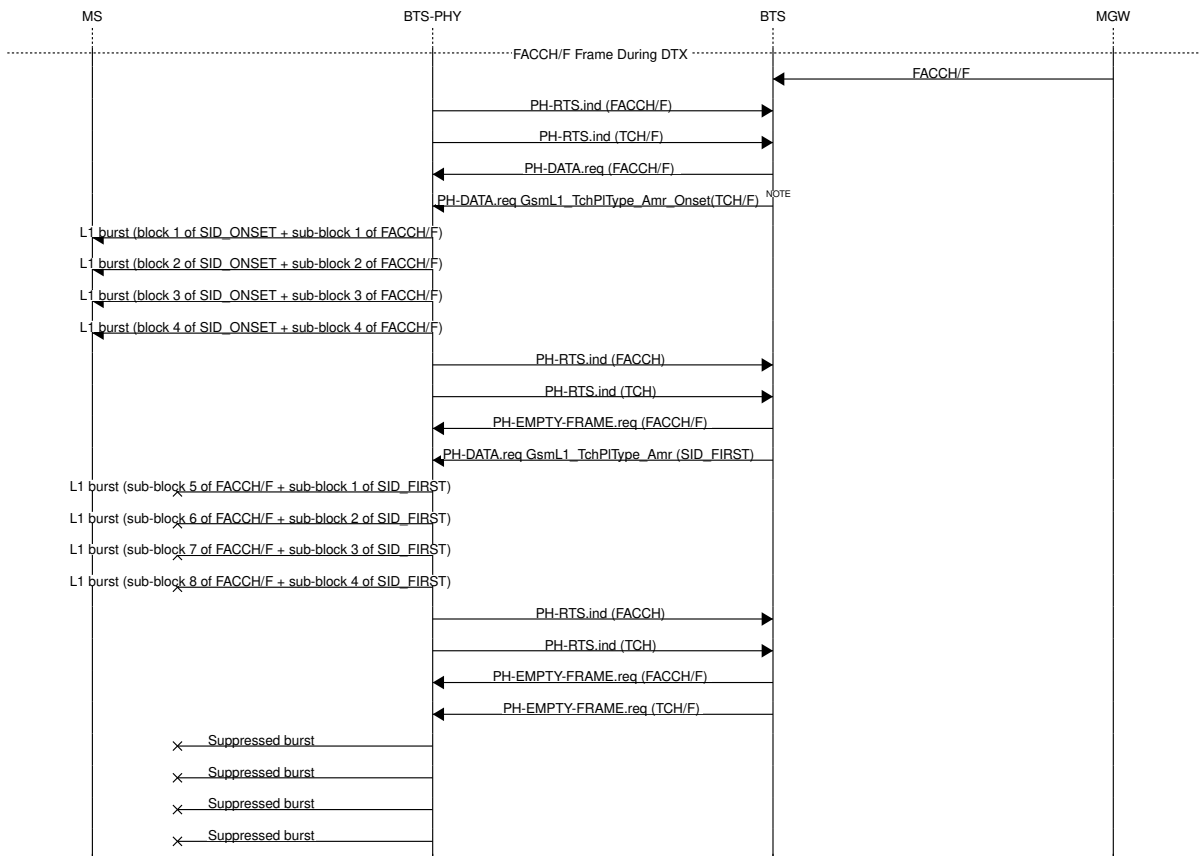 MS BTS-PHY BTS MGW
FACCH/F Frame During DTX
FACCH/F
PH-RTS.ind (FACCH/F)
PH-RTS.ind (TCH/F)
PH-DATA.req (FACCH/F)
PH-DATA.req GsmL1_TchPlType_Amr_Onset(TCH/F) NOTE
L1 burst (block 1 of SID_ONSET + sub-block 1 of FACCH/F)
L1 burst (block 2 of SID_ONSET + sub-block 2 of FACCH/F)
L1 burst (block 3 of SID_ONSET + sub-block 3 of FACCH/F)
L1 burst (block 4 of SID_ONSET + sub-block 4 of FACCH/F)
PH-RTS.ind (FACCH)
PH-RTS.ind (TCH)
PH-EMPTY-FRAME.req (FACCH/F)
PH-DATA.req GsmL1_TchPlType_Amr (SID_FIRST)
L1 burst (sub-block 5 of FACCH/F + sub-block 1 of SID_FIRST)
L1 burst (sub-block 6 of FACCH/F + sub-block 2 of SID_FIRST)
L1 burst (sub-block 7 of FACCH/F + sub-block 3 of SID_FIRST)
L1 burst (sub-block 8 of FACCH/F + sub-block 4 of SID_FIRST)
PH-RTS.ind (FACCH)
PH-RTS.ind (TCH)
PH-EMPTY-FRAME.req (FACCH/F)
PH-EMPTY-FRAME.req (TCH/F)
Suppressed burst
Suppressed burst
Suppressed burst
Suppressed burst